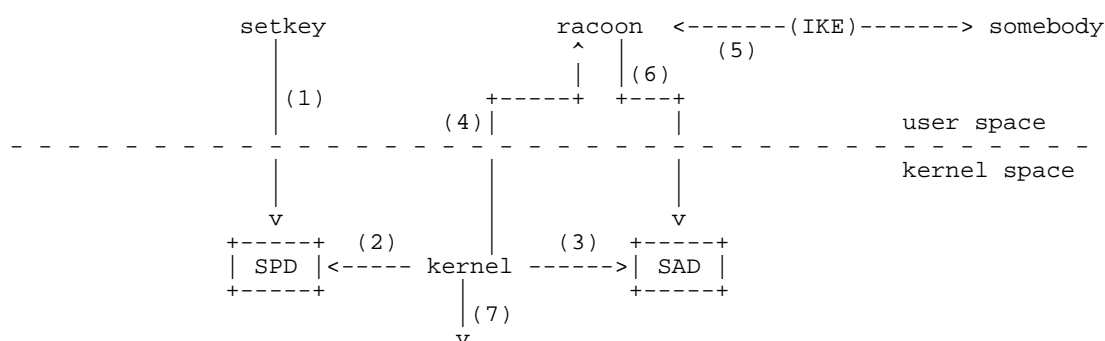 setkey racoon <-------(IKE)-------> somebody
(5)
(6)
(1) +-----+ +---+
(4) user space
- - - - - - - - - - - - - - - - - - - - - - - - - - - - - - - - - - - - - -
kernel space
v v
+-----+ (2) (3) +-----+
| SPD |<----- kernel ------>| SAD |
+-----+ +-----+
(7)
v